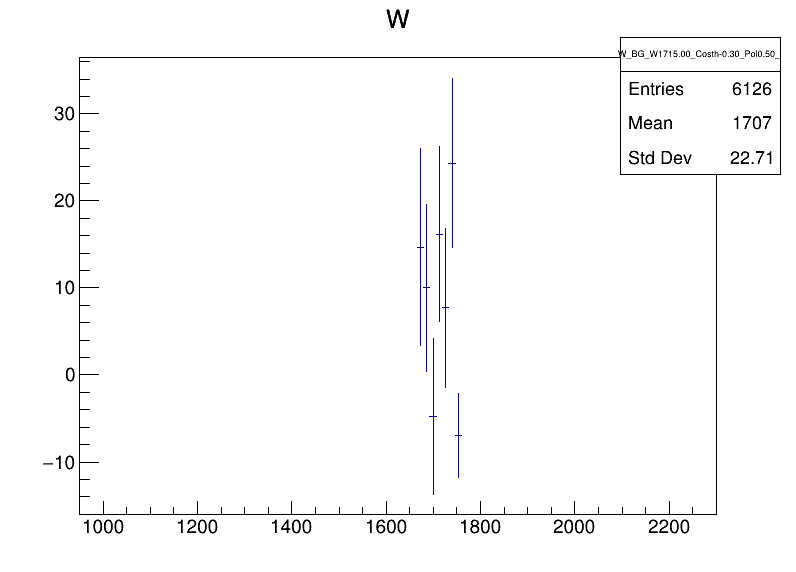 W
W_BG_W1715.00_Costh-0.30_Pol0.50_
Entries 6126
Mean 1707
Std Dev 22.71
30
20
10
0
−10
1000 1200 1400 1600 1800 2000 2200